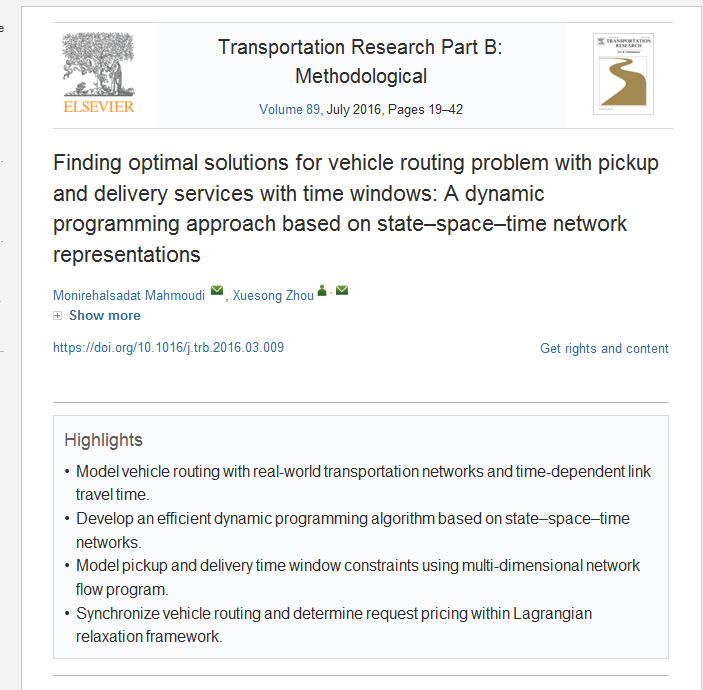 Transportation Research Part B:
Methodological
Volume 89, July 2016, Pages 19–42
ELSEVIER
TRANSPORTATION
RESEARCH
Finding optimal solutions for vehicle routing problem with pickup
and delivery services with time windows: A dynamic
programming approach based on state–space–time network
representations
Monirehalsadat Mahmoudi , Xuesong Zhou ,
Show more
https://doi.org/10.1016/j.trb.2016.03.009
Get rights and content
Highlights
• Model vehicle routing with real-world transportation networks and time-dependent link
travel time.
• Develop an efficient dynamic programming algorithm based on state–space–time
networks.
• Model pickup and delivery time window constraints using multi-dimensional network
flow program.
• Synchronize vehicle routing and determine request pricing within Lagrangian
relaxation framework.